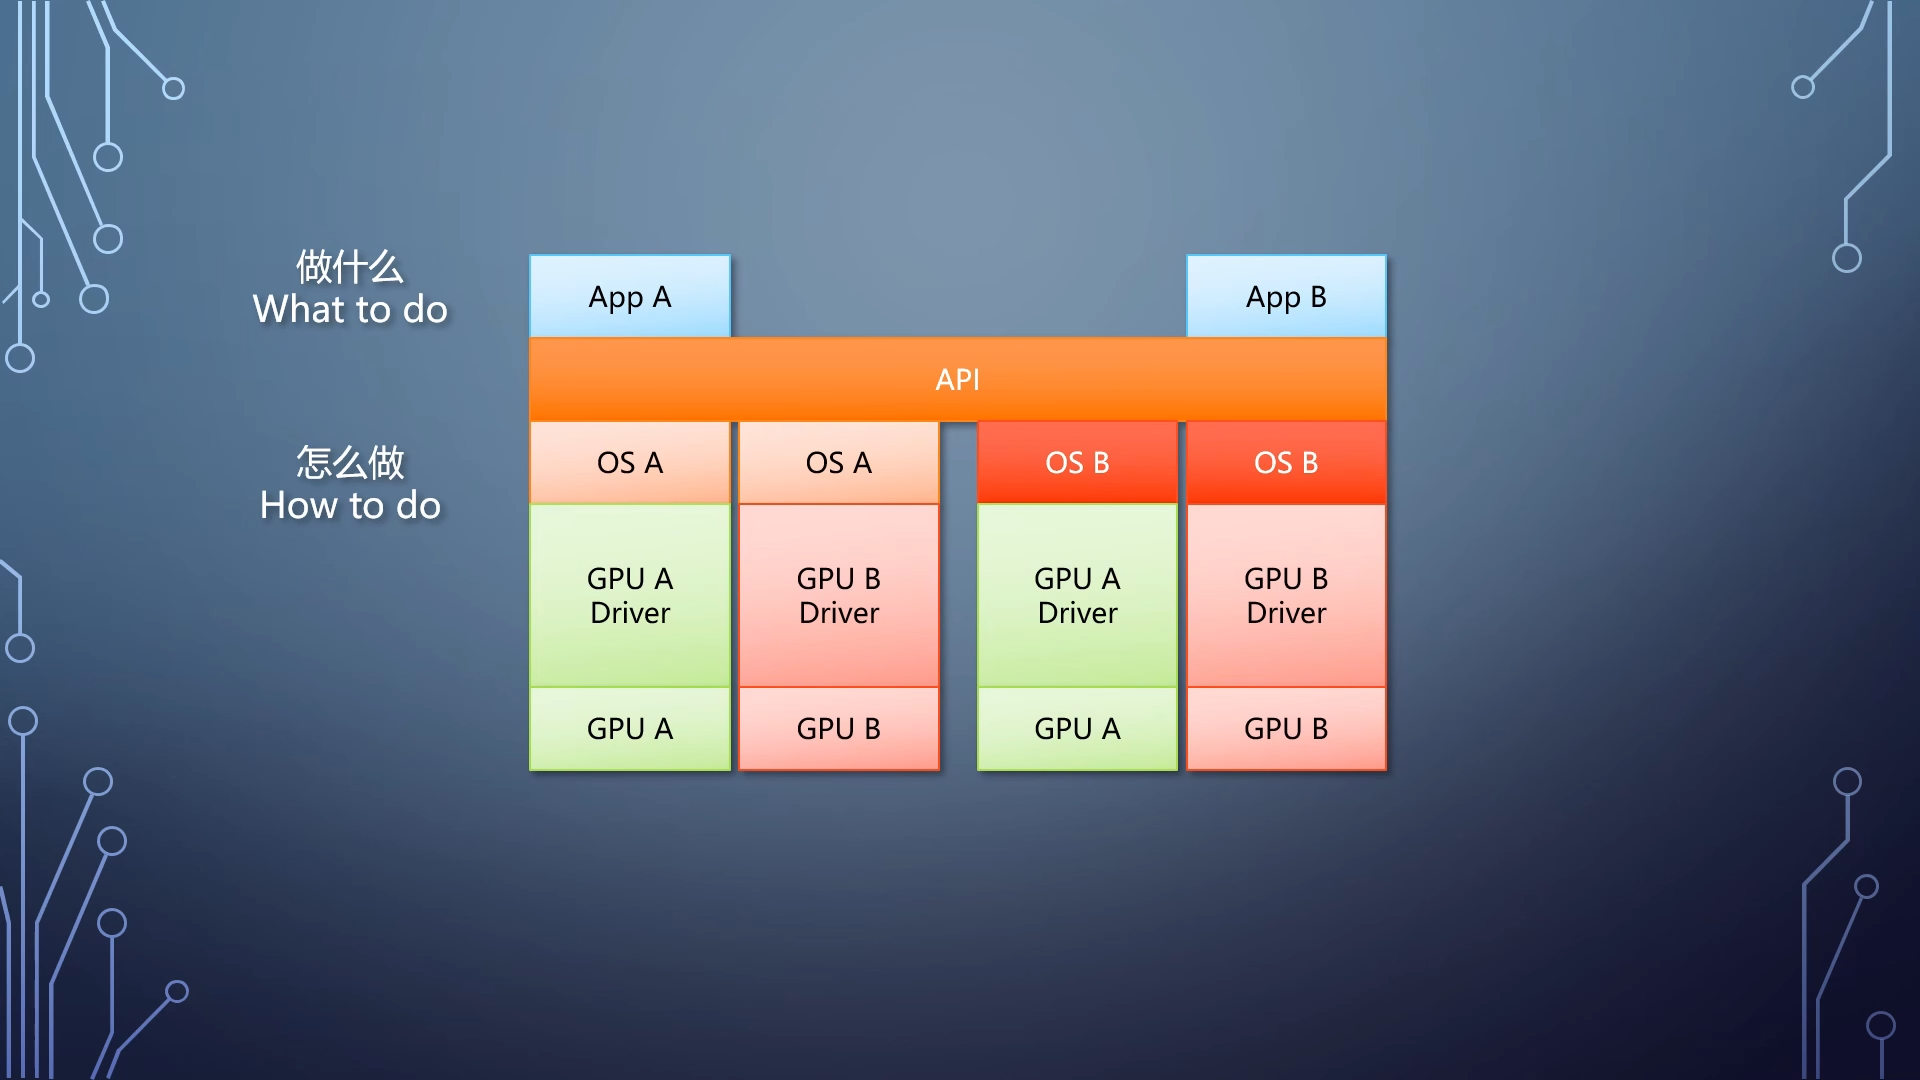 做什么
What to do
App A
App B
API
怎么做
How to do
OS A
OS A
OS B
OS B
GPU A
Driver
GPU B
Driver
GPU A
Driver
GPU B
Driver
GPU A
GPU B
GPU A
GPU B